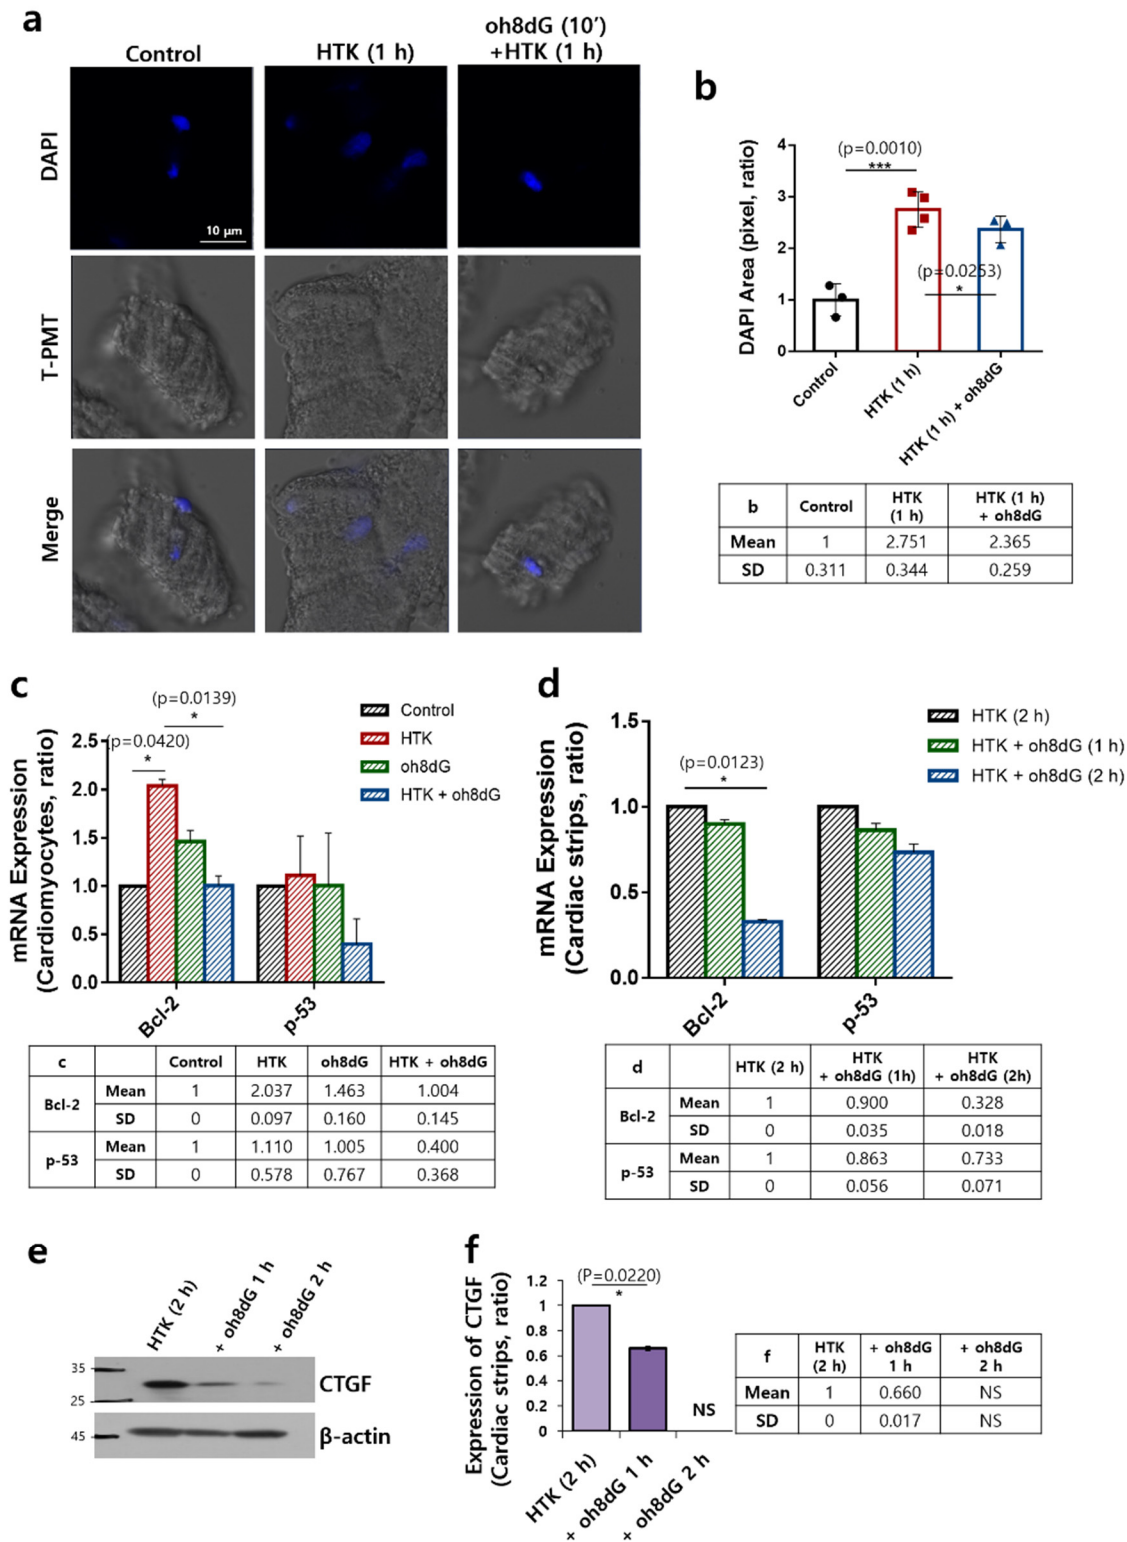 a
Control
HTK (1 h)
oh8dG (10′)
+HTK (1 h)
DAPI
10 µm
T-PMT
Merge
b
DAPI Area (pixel, ratio)
4
3
2
1
0
(p=0.0010)
***
(p=0.0253)
*
Control
HTK (1 h)
HTK (1 h) + oh8dG
b Control HTK (1 h) HTK (1 h) + oh8dG
Mean 1 2.751 2.365
SD 0.311 0.344 0.259
c
mRNA Expression
(Cardiomyocytes, ratio)
(p=0.0139)
*
(p=0.0420)
*
2.5
2.0
1.5
1.0
0.5
0.0
Bcl-2
p-53
Control
HTK
oh8dG
HTK + oh8dG
c Control HTK oh8dG HTK + oh8dG
Bcl-2 Mean 1 2.037 1.463 1.004
SD 0 0.097 0.160 0.145
p-53 Mean 1 1.110 1.005 0.400
SD 0 0.578 0.767 0.368
d
mRNA Expression
(Cardiac strips, ratio)
1.5
1.0
0.5
0.0
(p=0.0123)
*
Bcl-2
p-53
HTK (2 h)
HTK + oh8dG (1 h)
HTK + oh8dG (2 h)
d HTK (2 h) HTK + oh8dG (1h) HTK + oh8dG (2h)
Bcl-2 Mean 1 0.900 0.328
SD 0 0.035 0.018
p-53 Mean 1 0.863 0.733
SD 0 0.056 0.071
e
HTK (2 h)
+ oh8dG 1 h
+ oh8dG 2 h
35
25
CTGF
45
β-actin
f
Expression of CTGF
(Cardiac strips, ratio)
1.2
1
0.8
0.6
0.4
0.2
0
(P=0.0220)
*
NS
HTK (2 h)
+ oh8dG 1 h
+ oh8dG 2 h
f HTK (2 h) + oh8dG 1 h + oh8dG 2 h
Mean 1 0.660 NS
SD 0 0.017 NS